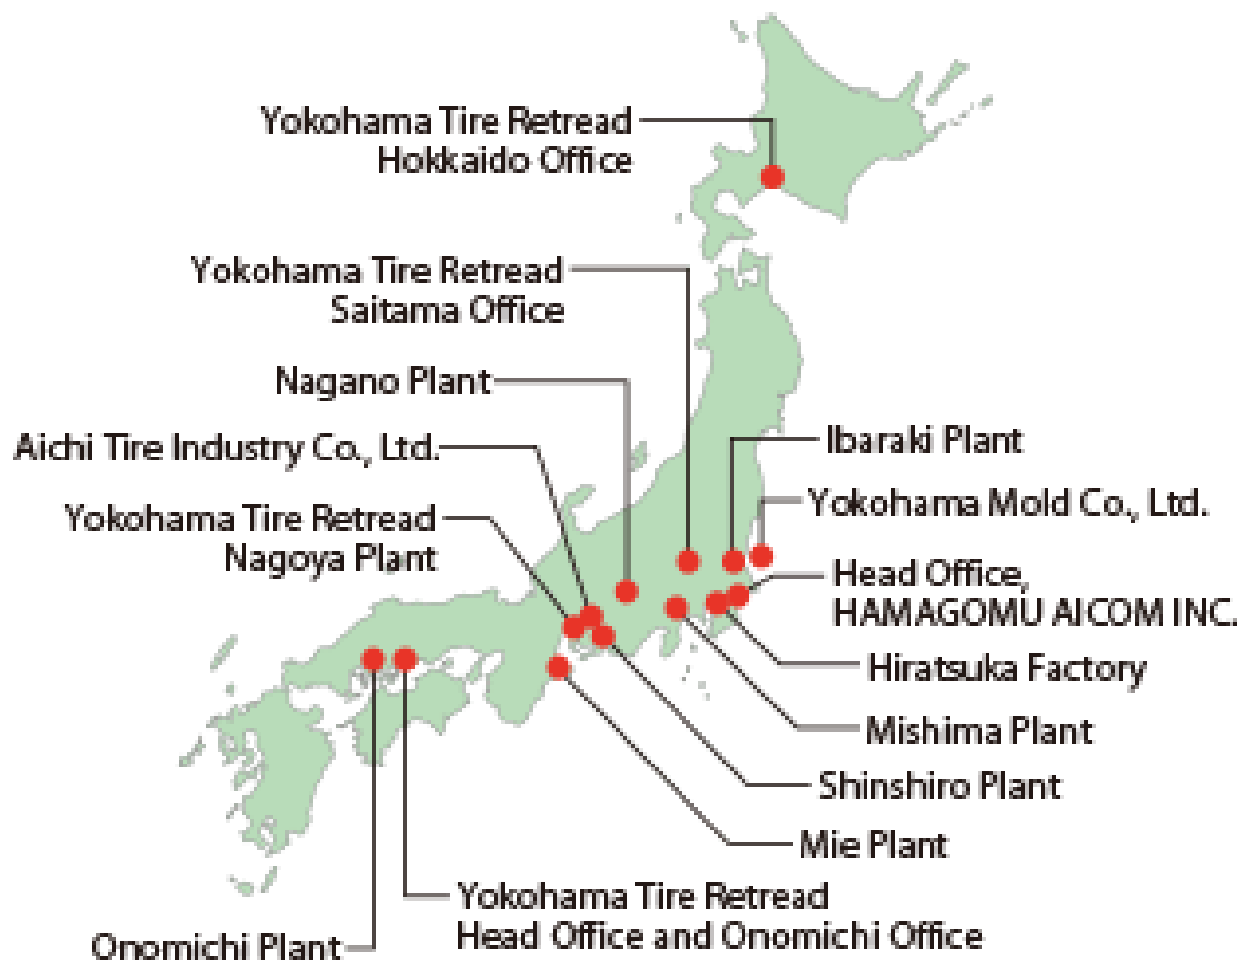 Yokohama Tire Retread
Hokkaido Office
Yokohama Tire Retread
Saitama Office
Nagano Plant
Aichi Tire Industry Co., Ltd.
Yokohama Tire Retread
Nagoya Plant
Ibaraki Plant
Yokohama Mold Co., Ltd.
Head Office,
HAMAGOMU AICOM INC.
Hiratsuka Factory
Mishima Plant
Shinshiro Plant
Mie Plant
Yokohama Tire Retread
Head Office and Onomichi Office
Onomichi Plant